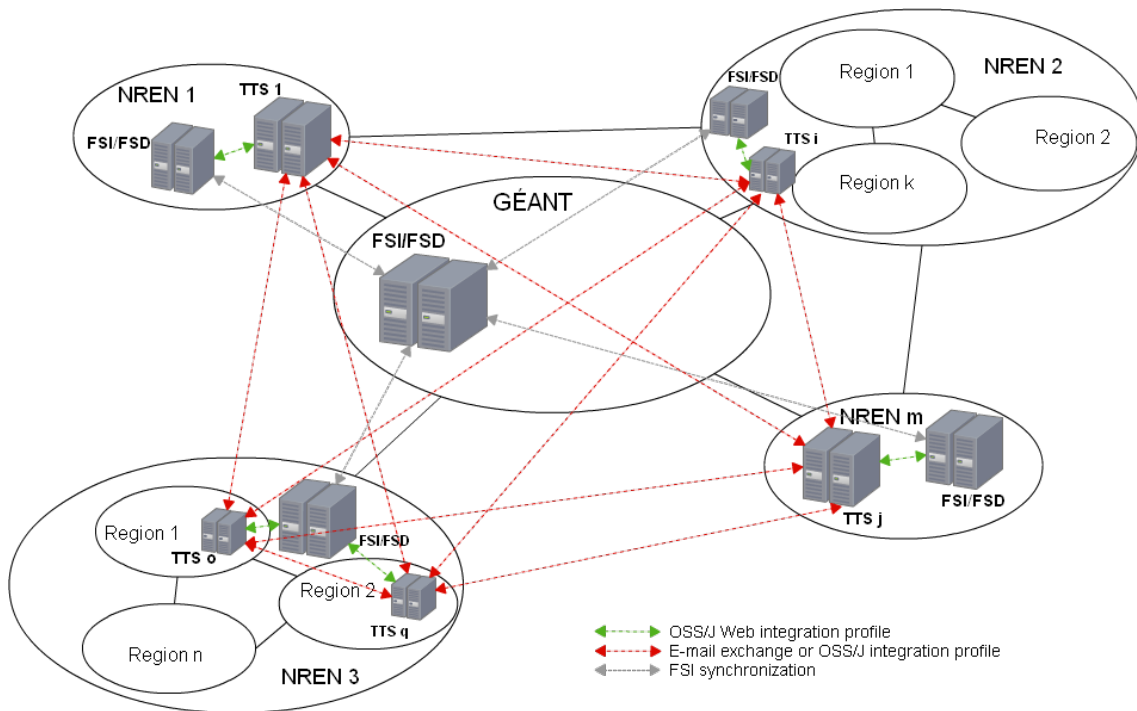 NREN 1
TTS 1
FSI/FSD
FSI/FSD
Region 1
NREN 2
TTS i
Region 2
Region k
GÉANT
FSI/FSD
NREN m
TTS j
FSI/FSD
Region 1
TTS o
FSI/FSD
Region 2
TTS q
Region n
NREN 3
OSS/J Web integration profile
E-mail exchange or OSS/J integration profile
FSI synchronization